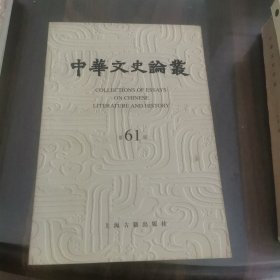 中華文史論叢
COLLECTIONS OF ESSAYS
ON CHINESE
LITERATURE AND HISTORY
第61輯
上海古籍出版社